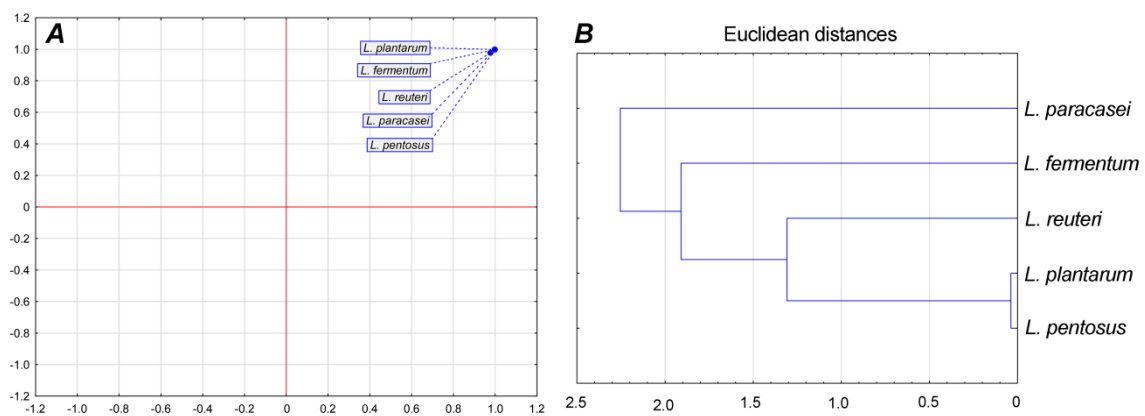 A
1.2
1.0
0.8
0.6
0.4
0.2
0
-0.2
-0.4
-0.6
-0.8
-1.0
-1.2
L. plantarum
L. fermentum
L. reuteri
L. paracasei
L. pentosus
-1.2 -1.0 -0.8 -0.6 -0.4 -0.2 0 0.2 0.4 0.6 0.8 1.0 1.2
B
Euclidean distances
L. paracasei
L. fermentum
L. reuteri
L. plantarum
L. pentosus
2.5 2.0 1.5 1.0 0.5 0